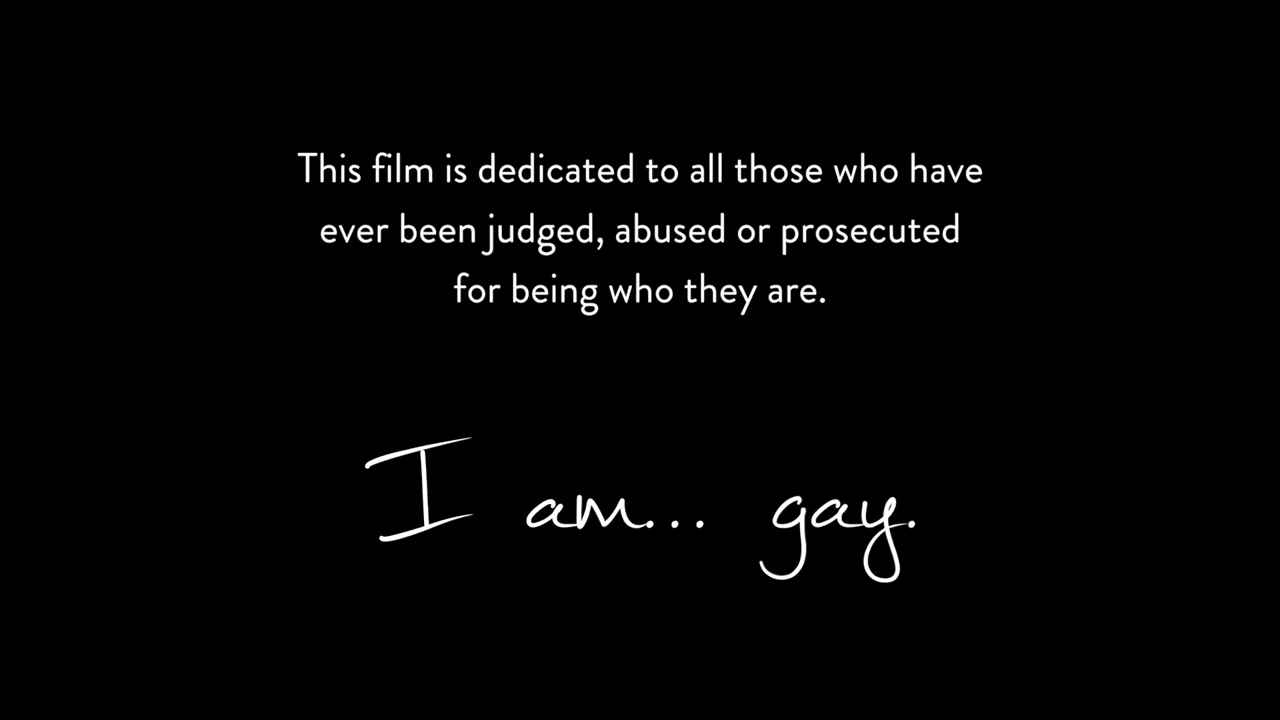 This film is dedicated to all those who have
ever been judged, abused or prosecuted
for being who they are.
I am... gay.